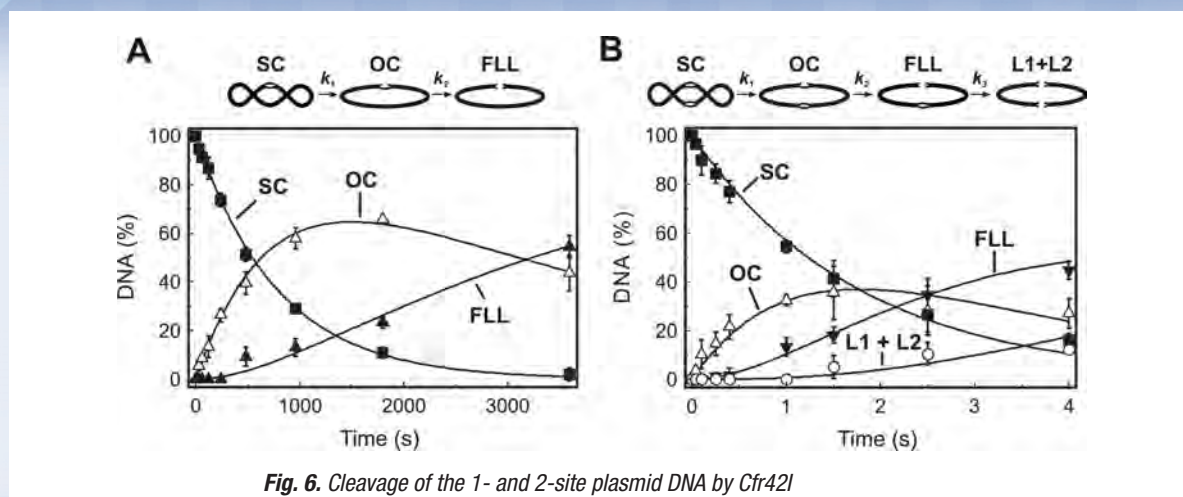 A
SC OC FLL
k₁ k₂
100
80
60
40
20
0
DNA (%)
SC
OC
FLL
0 1000 2000 3000
Time (s)
B
SC OC FLL L1+L2
k₁ k₂ k₃
100
80
60
40
20
0
DNA (%)
SC
FLL
OC
L1 + L2
0 1 2 3 4
Time (s)
Fig. 6. Cleavage of the 1- and 2-site plasmid DNA by Cfr42I